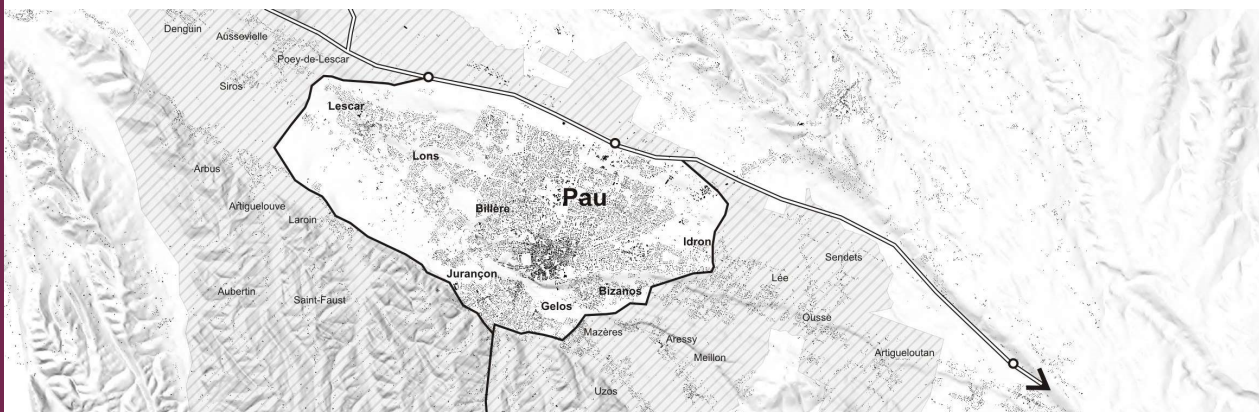 Denguin
Aussevielle
Poey-de-Lescar
Siros
Lescar
Lons
Arbus
Pau
Artiguelouve
Billère
Laroin
Idron
Sendets
Jurançon
Lée
Aubertin
Saint-Faust
Bizanos
Gelos
Ousse
Mazères
Aressy
Meillon
Artigueloutan
Uzos